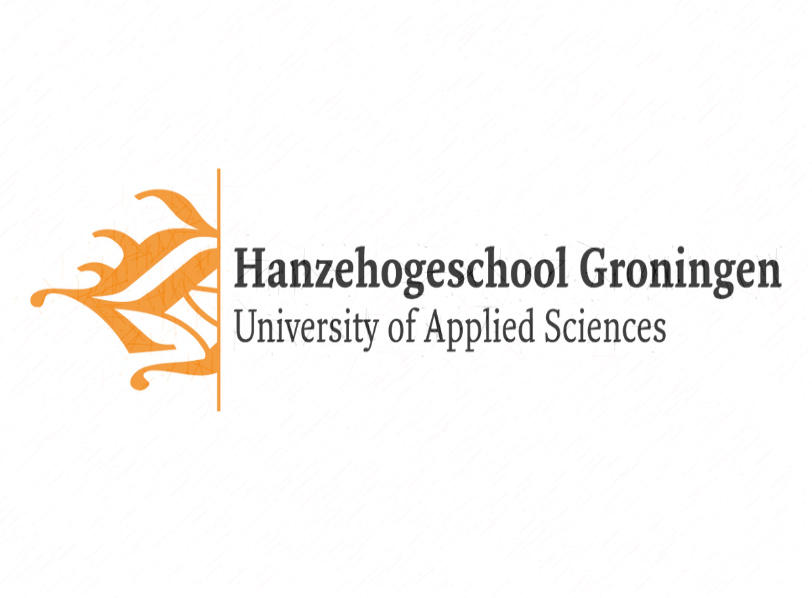 Hanzehogeschool Groningen
University of Applied Sciences